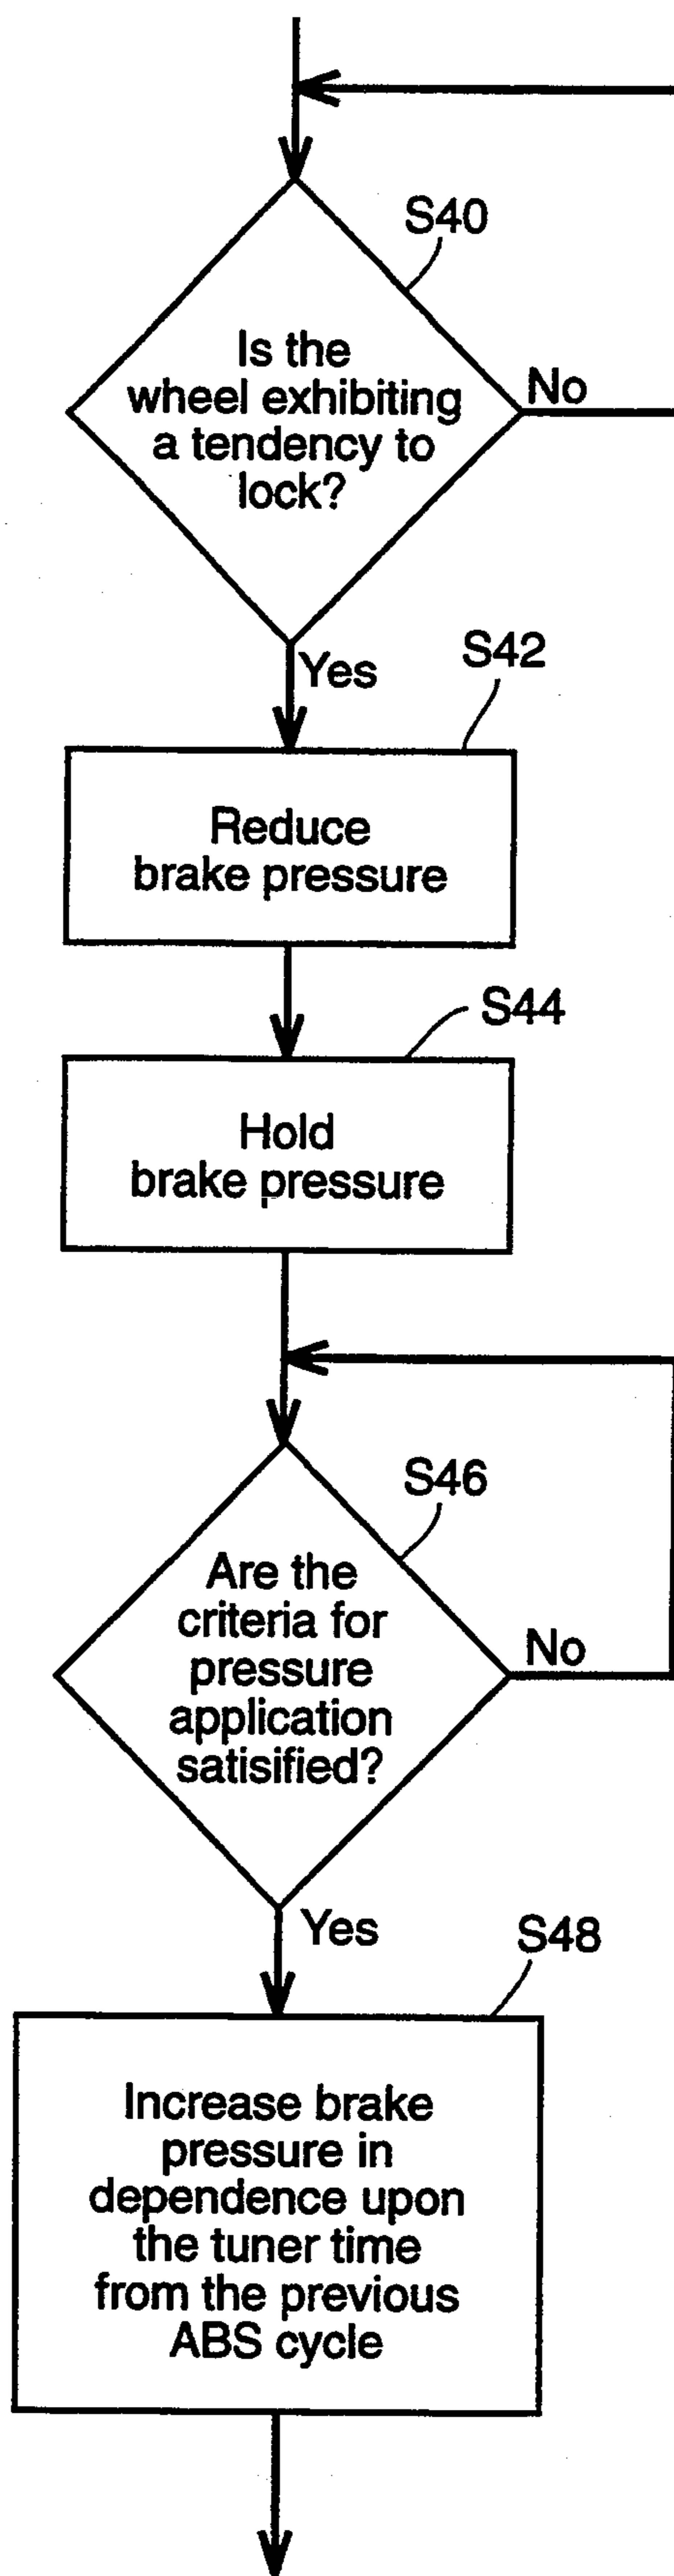 S40
Is the
wheel exhibiting
a tendency to
lock?
No
Yes
S42
Reduce
brake pressure
S44
Hold
brake pressure
S46
Are the
criteria for
pressure
application
satisified?
No
Yes
S48
Increase brake
pressure in
dependence upon
the tuner time
from the previous
ABS cycle